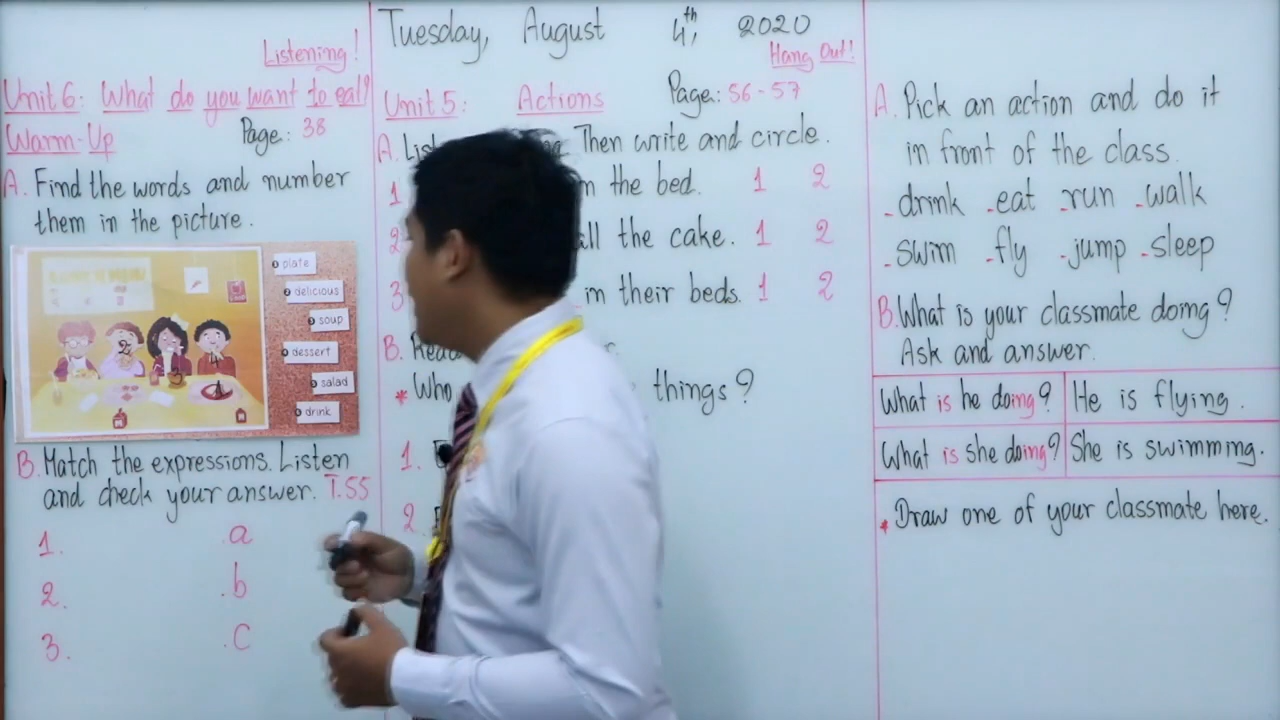 Tuesday, August 4th, 2020
Listening!
Unit 6: What do you want to eat?
Warm-Up Page: 38
A. Find the words and number
them in the picture.
1 plate
2 delicious
3 soup
dessert
salad
drink
B. Match the expressions. Listen
and check your answer. T.55
1. .a
2. .b
3. .c
Hang Out!
Unit 5: Actions Page: 56-57
A. Then write and circle.
1 the bed. 1 2
2 the cake. 1 2
3 in their beds. 1 2
B.
* Who things?
1.
2.
A. Pick an action and do it
in front of the class.
- drink - eat - run - walk
- swim - fly - jump - sleep
B. What is your classmate doing?
Ask and answer.
What is he doing? He is flying.
What is she doing? She is swimming.
* Draw one of your classmate here.